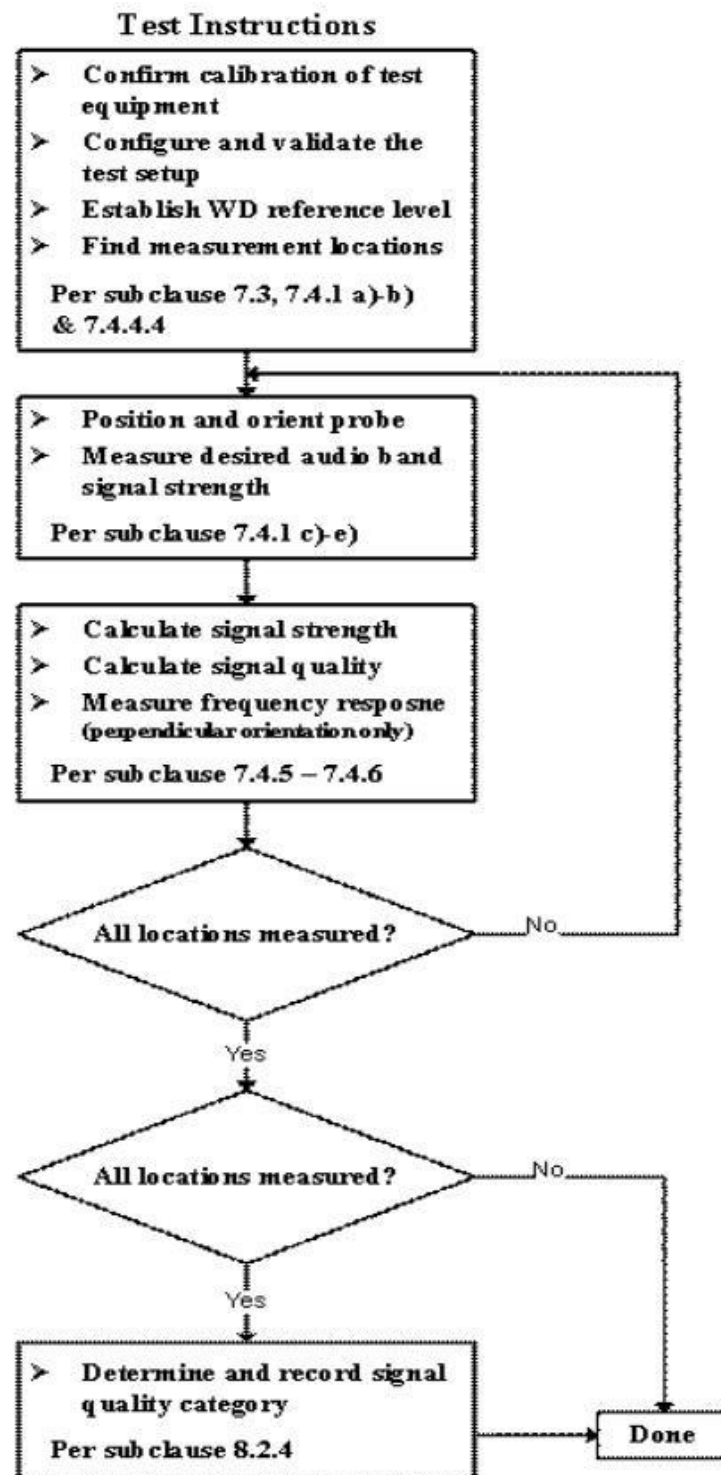 Test Instructions
➢ Confirm calibration of test
equipment
➢ Configure and validate the
test setup
➢ Establish WD reference level
➢ Find measurement locations
Per subclause 7.3, 7.4.1 a)-b)
& 7.4.4.4
➢ Position and orient probe
➢ Measure desired audio band
signal strength
Per subclause 7.4.1 c)-e)
➢ Calculate signal strength
➢ Calculate signal quality
➢ Measure frequency resposne
(perpendicular orientation only)
Per subclause 7.4.5 – 7.4.6
All locations measured?
No
Yes
All locations measured?
No
Yes
➢ Determine and record signal
quality category
Per subclause 8.2.4
Done